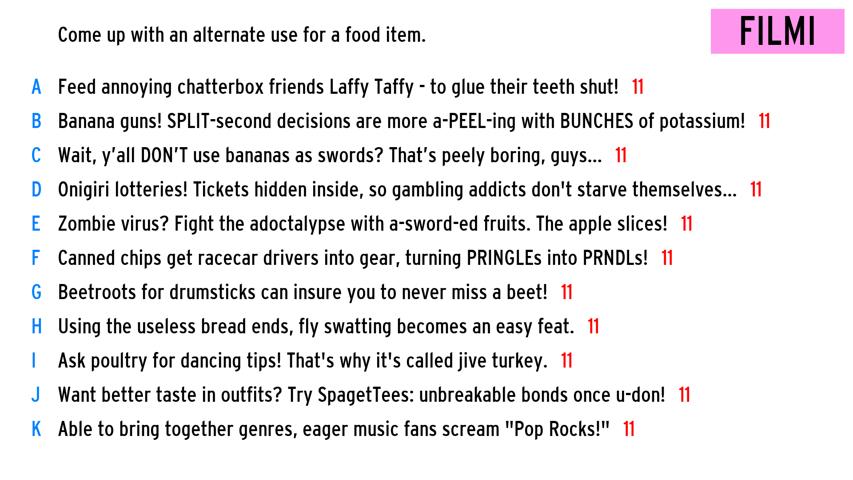 FILMI
Come up with an alternate use for a food item.
A Feed annoying chatterbox friends Laffy Taffy - to glue their teeth shut! 11
B Banana guns! SPLIT-second decisions are more a-PEEL-ing with BUNCHES of potassium! 11
C Wait, y’all DON’T use bananas as swords? That’s peely boring, guys... 11
D Onigiri lotteries! Tickets hidden inside, so gambling addicts don't starve themselves... 11
E Zombie virus? Fight the adoctalypse with a-sword-ed fruits. The apple slices! 11
F Canned chips get racecar drivers into gear, turning PRINGLEs into PRNDLs! 11
G Beetroots for drumsticks can insure you to never miss a beet! 11
H Using the useless bread ends, fly swatting becomes an easy feat. 11
I Ask poultry for dancing tips! That's why it's called jive turkey. 11
J Want better taste in outfits? Try SpagetTees: unbreakable bonds once u-don! 11
K Able to bring together genres, eager music fans scream "Pop Rocks!" 11